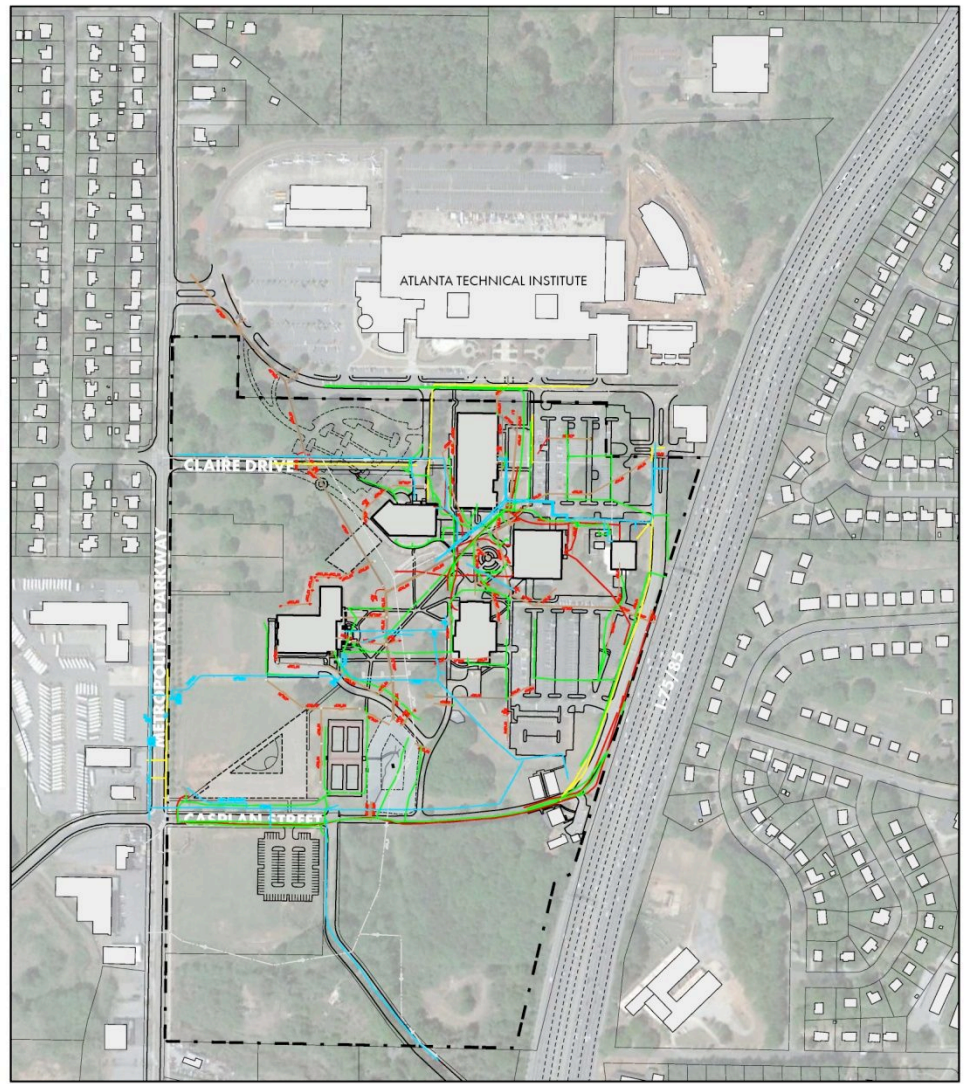 ATLANTA TECHNICAL INSTITUTE
CLAIRE DRIVE
METROPOLITAN PARKWAY
I-75/85
CASPLAN STREET